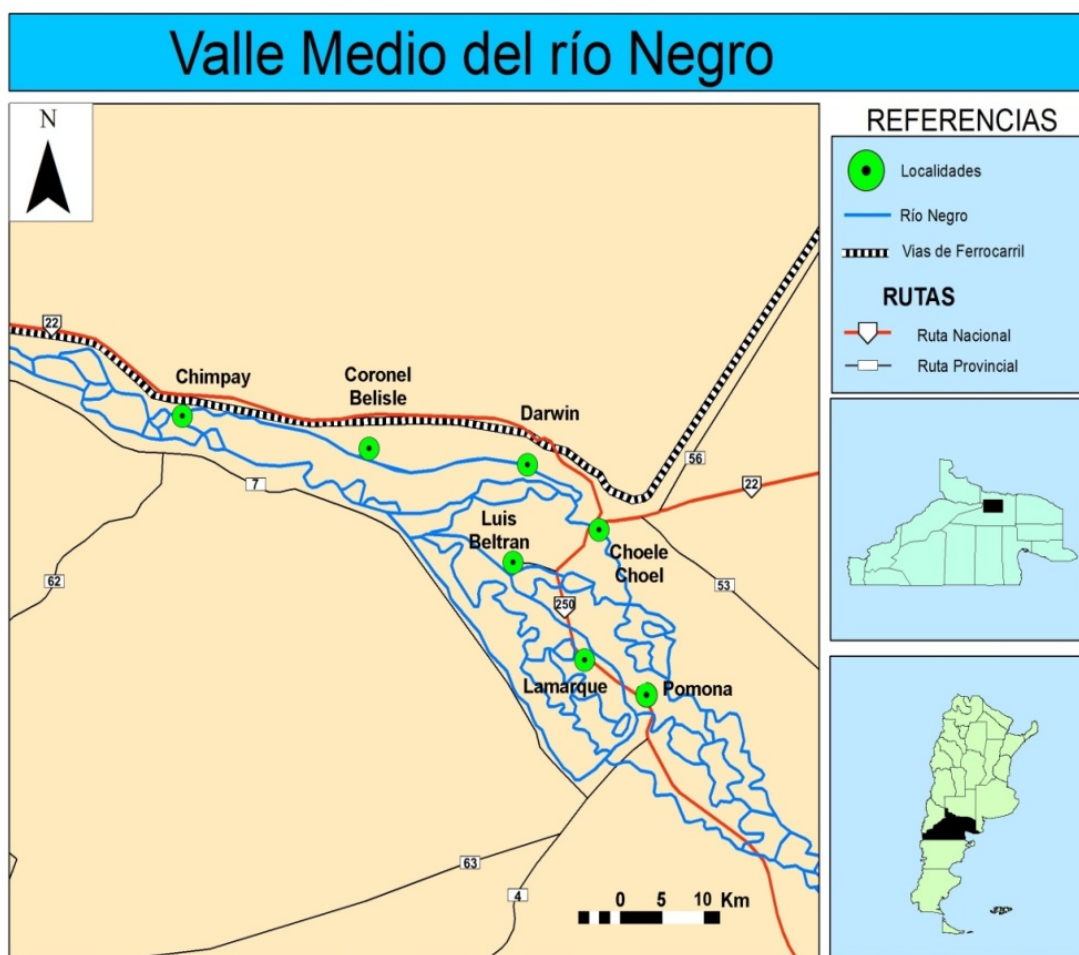 Valle Medio del río Negro
N
REFERENCIAS
Localidades
Río Negro
Vias de Ferrocarril
RUTAS
Ruta Nacional
Ruta Provincial
22
Chimpay
Coronel
Belisle
Darwin
56
22
7
Luis
Beltran
Choele
Choel
62
53
250
Lamarque
Pomona
63
4
0 5 10 Km